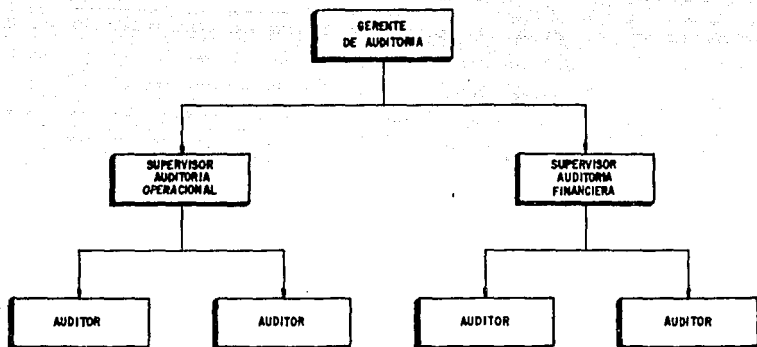 GERENTE
DE AUDITORIA
SUPERVISOR
AUDITORIA
OPERACIONAL
SUPERVISOR
AUDITORIA
FINANCIERA
AUDITOR
AUDITOR
AUDITOR
AUDITOR